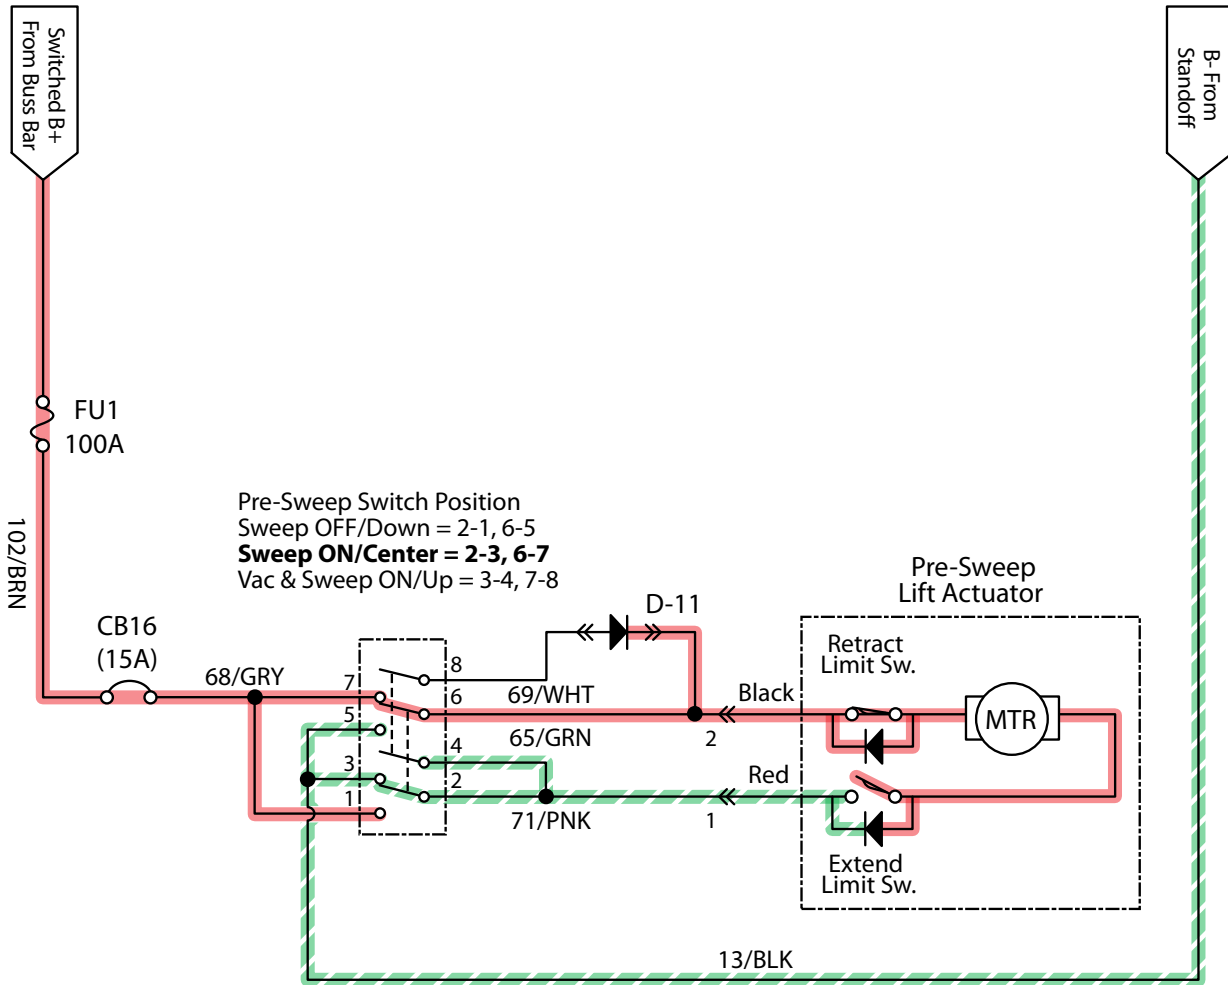 Switched B+
From Buss Bar
B- From
Standoff
FU1
100A
102/BRN
Pre-Sweep Switch Position
Sweep OFF/Down = 2-1, 6-5
Sweep ON/Center = 2-3, 6-7
Vac & Sweep ON/Up = 3-4, 7-8
CB16
(15A)
68/GRY
7
8
6
5
4
3
2
1
D-11
69/WHT
65/GRN
71/PNK
Black
2
Red
1
Pre-Sweep
Lift Actuator
Retract
Limit Sw.
MTR
Extend
Limit Sw.
13/BLK